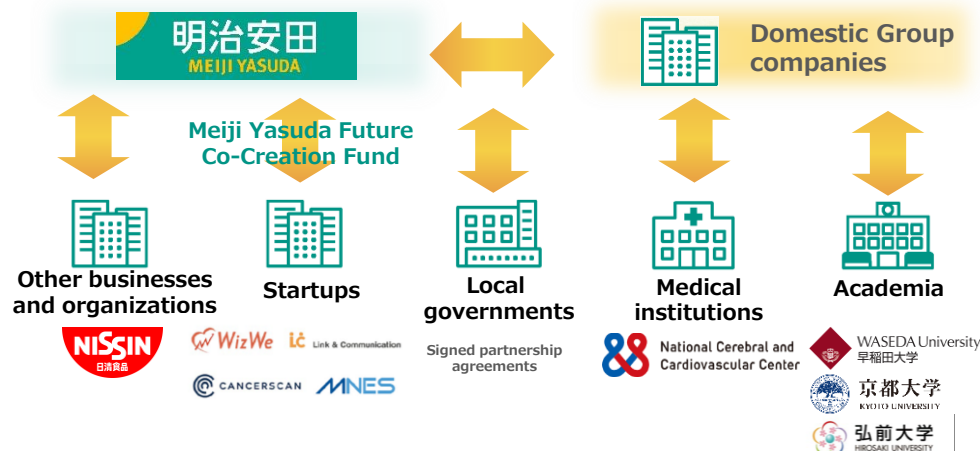 明治安田
MEIJI YASUDA
Domestic Group
companies
Meiji Yasuda Future
Co-Creation Fund
Other businesses
and organizations
Startups
Local
governments
Medical
institutions
Academia
NISSIN
日清食品
WizWe
ic Link & Communication
CANCERSCAN
MNES
Signed partnership
agreements
National Cerebral and
Cardiovascular Center
WASEDA University
早稲田大学
京都大学
KYOTO UNIVERSITY
弘前大学
HIROSAKI UNIVERSITY